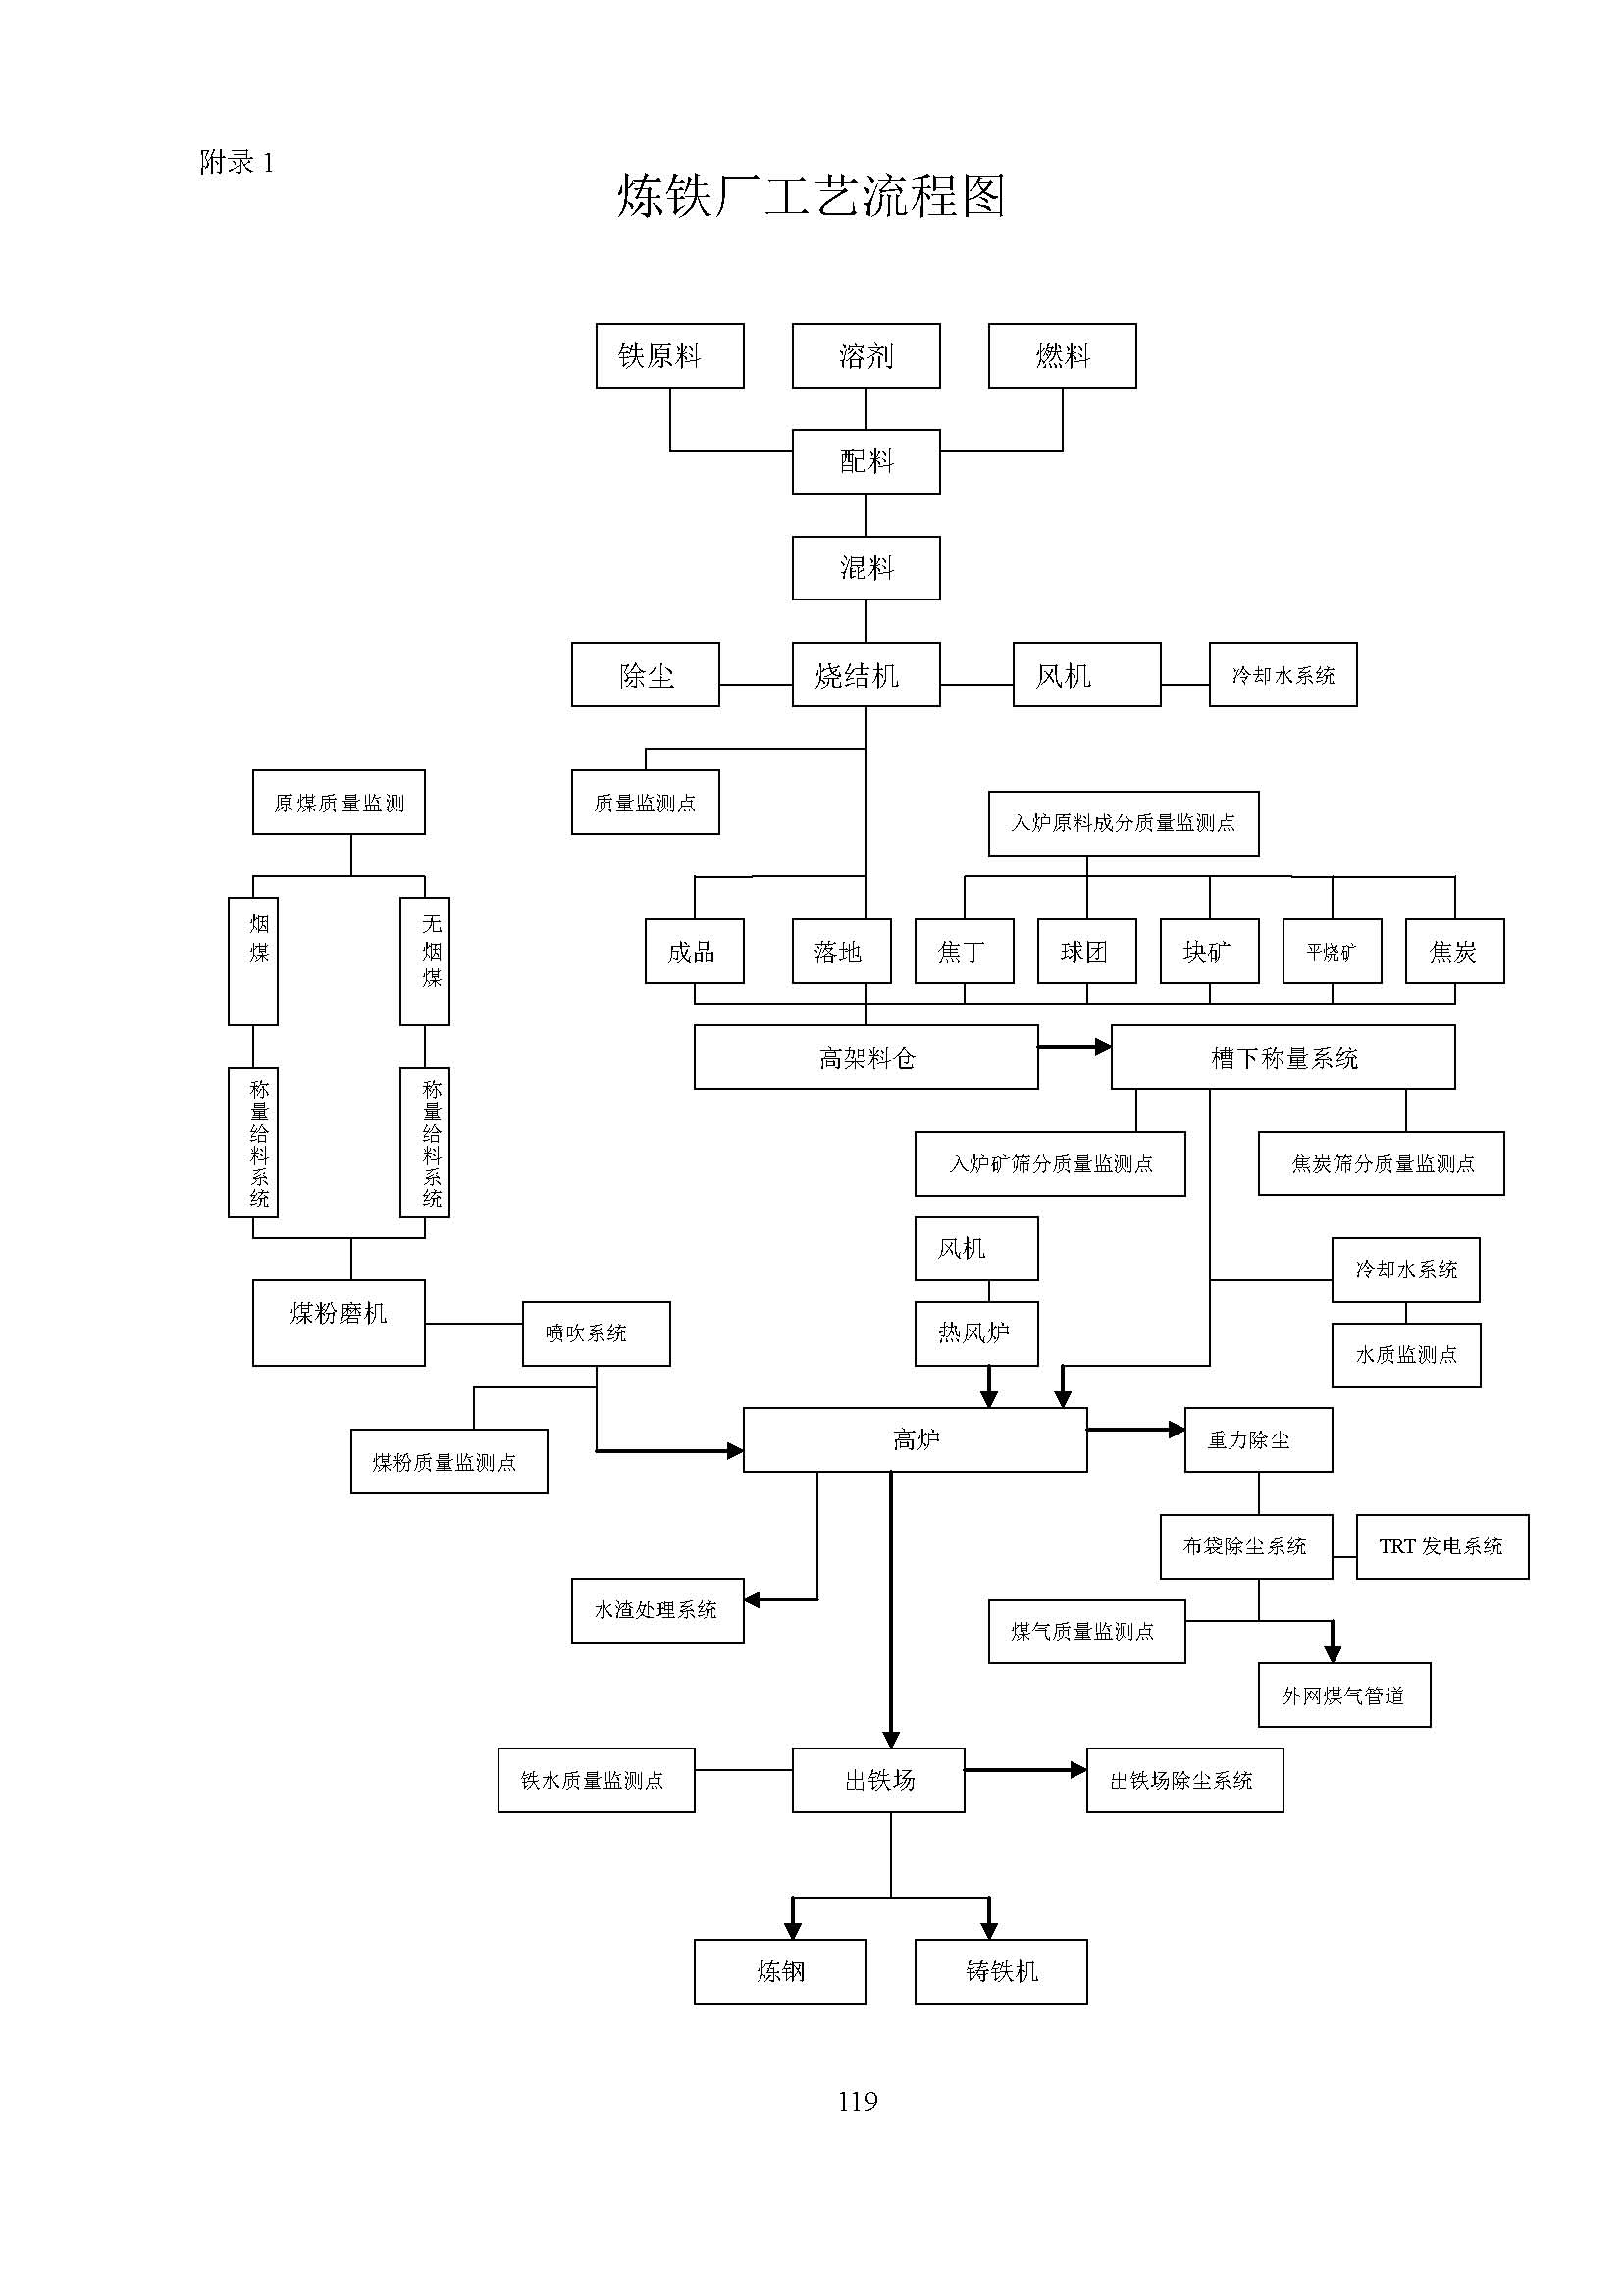 附录 1
炼铁厂工艺流程图
铁原料
溶剂
燃料
配料
混料
除尘
烧结机
风机
冷却水系统
原煤质量监测
质量监测点
入炉原料成分质量监测点
烟煤
无烟煤
成品
落地
焦丁
球团
块矿
平烧矿
焦炭
高架料仓
槽下称量系统
称量给料系统
称量给料系统
入炉矿筛分质量监测点
焦炭筛分质量监测点
风机
冷却水系统
煤粉磨机
喷吹系统
热风炉
水质监测点
高炉
重力除尘
煤粉质量监测点
布袋除尘系统
TRT 发电系统
水渣处理系统
煤气质量监测点
外网煤气管道
铁水质量监测点
出铁场
出铁场除尘系统
炼钢
铸铁机
119